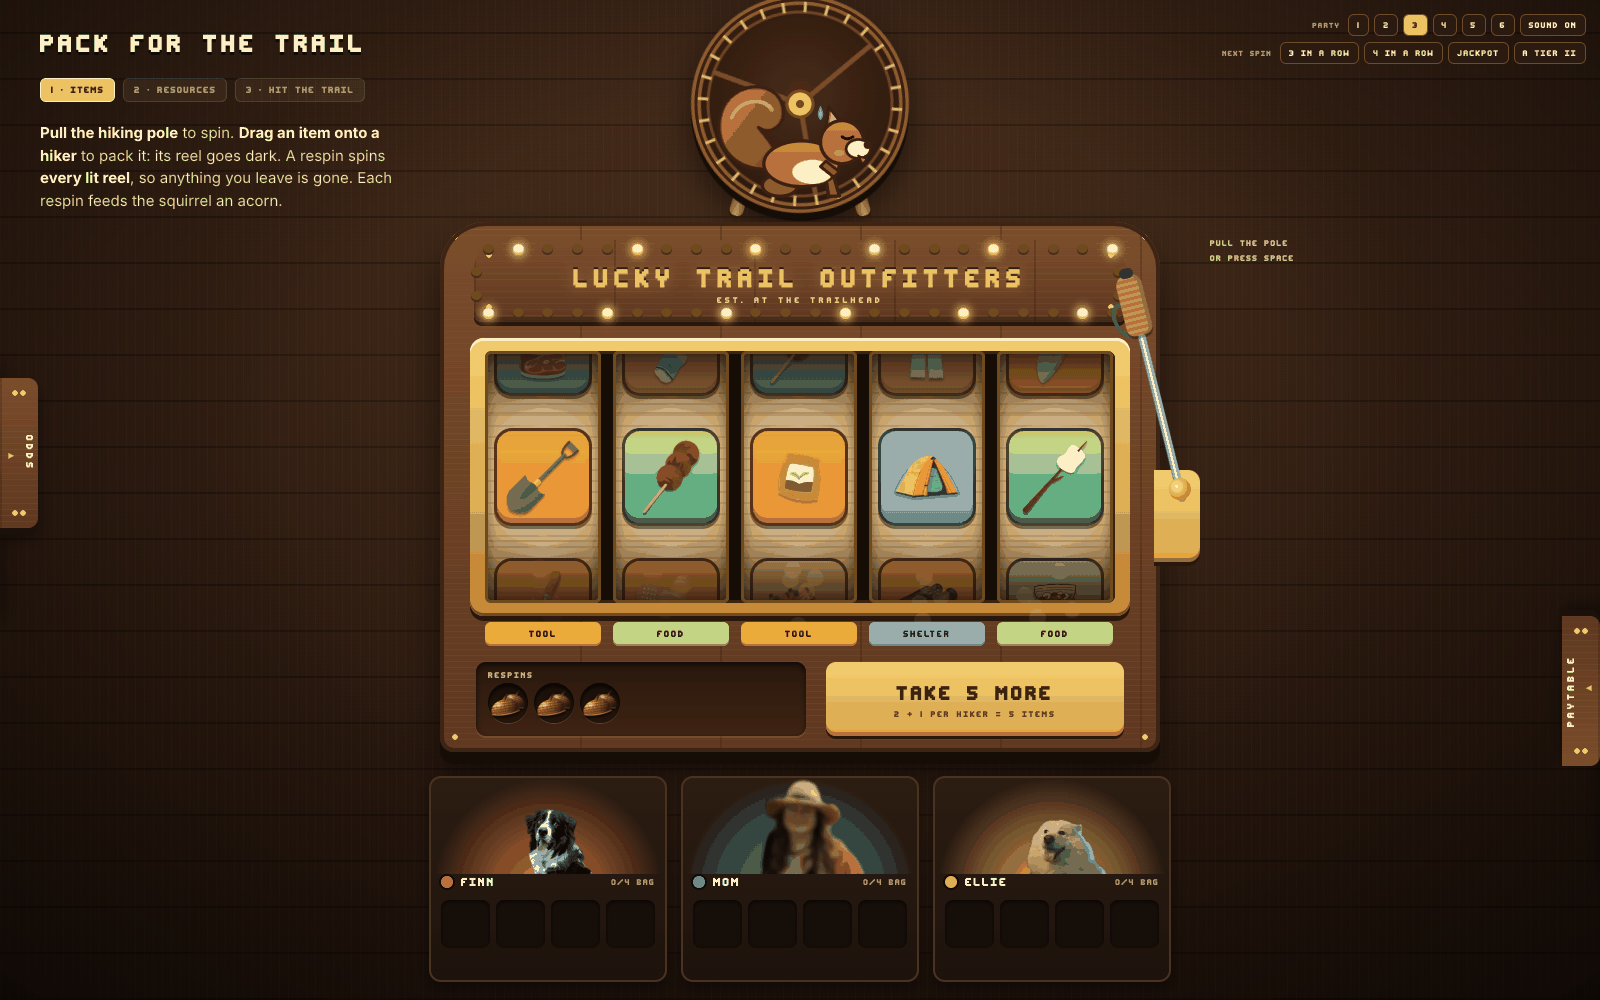 PACK FOR THE TRAIL
1 · ITEMS
2 · RESOURCES
3 · HIT THE TRAIL
Pull the hiking pole to spin. Drag an item onto a
hiker to pack it: its reel goes dark. A respin spins
every lit reel, so anything you leave is gone. Each
respin feeds the squirrel an acorn.
PARTY 1 2 3 4 5 6 SOUND ON
NEXT SPIN 3 IN A ROW 4 IN A ROW JACKPOT A TIER II
PULL THE POLE
OR PRESS SPACE
LUCKY TRAIL OUTFITTERS
EST. AT THE TRAILHEAD
ODDS
TOOL
FOOD
TOOL
SHELTER
FOOD
RESPINS
TAKE 5 MORE
2 + 1 PER HIKER = 5 ITEMS
PAYTABLE
FINN 0/4 BAG
MOM 0/4 BAG
ELLIE 0/4 BAG